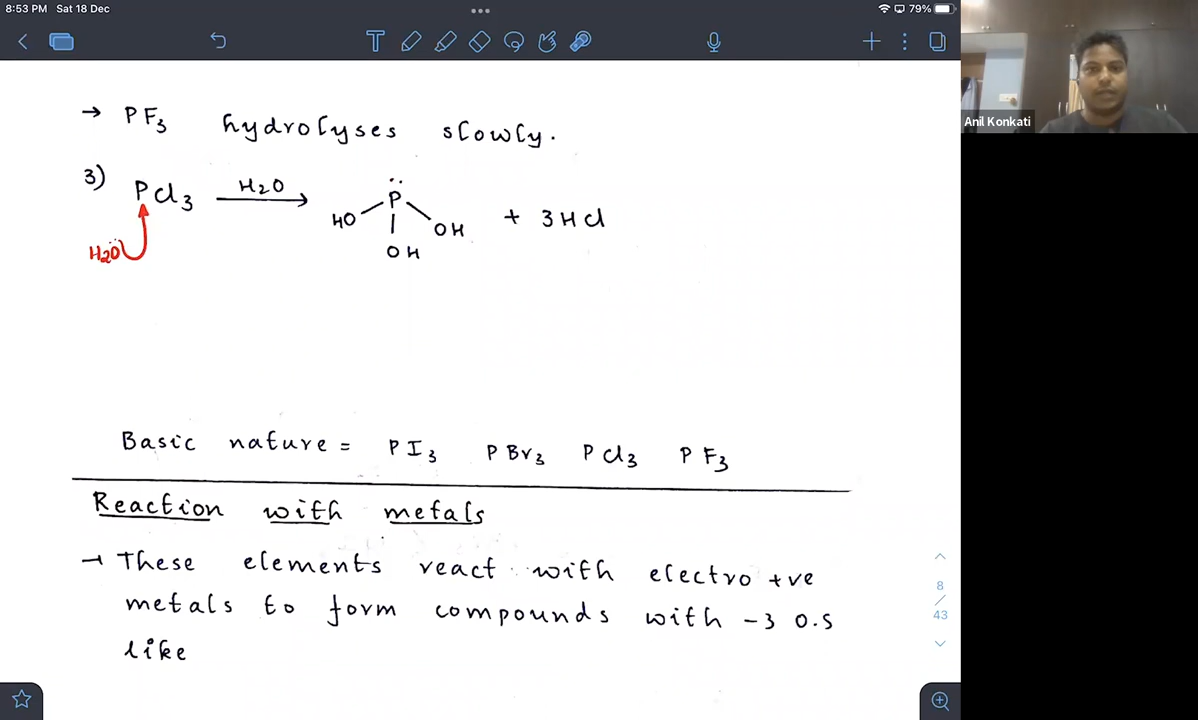 8:53 PM Sat 18 Dec
79%
Anil Konkati
→ PF3 hydrolyses slowly.
3) PCl3 H2O → P HO OH OH + 3HCl
H2O
Basic nature = PI3 PBr3 PCl3 PF3
Reaction with metals
→ These elements react with electro +ve
metals to form compounds with -3 O.S
like
8
/
43